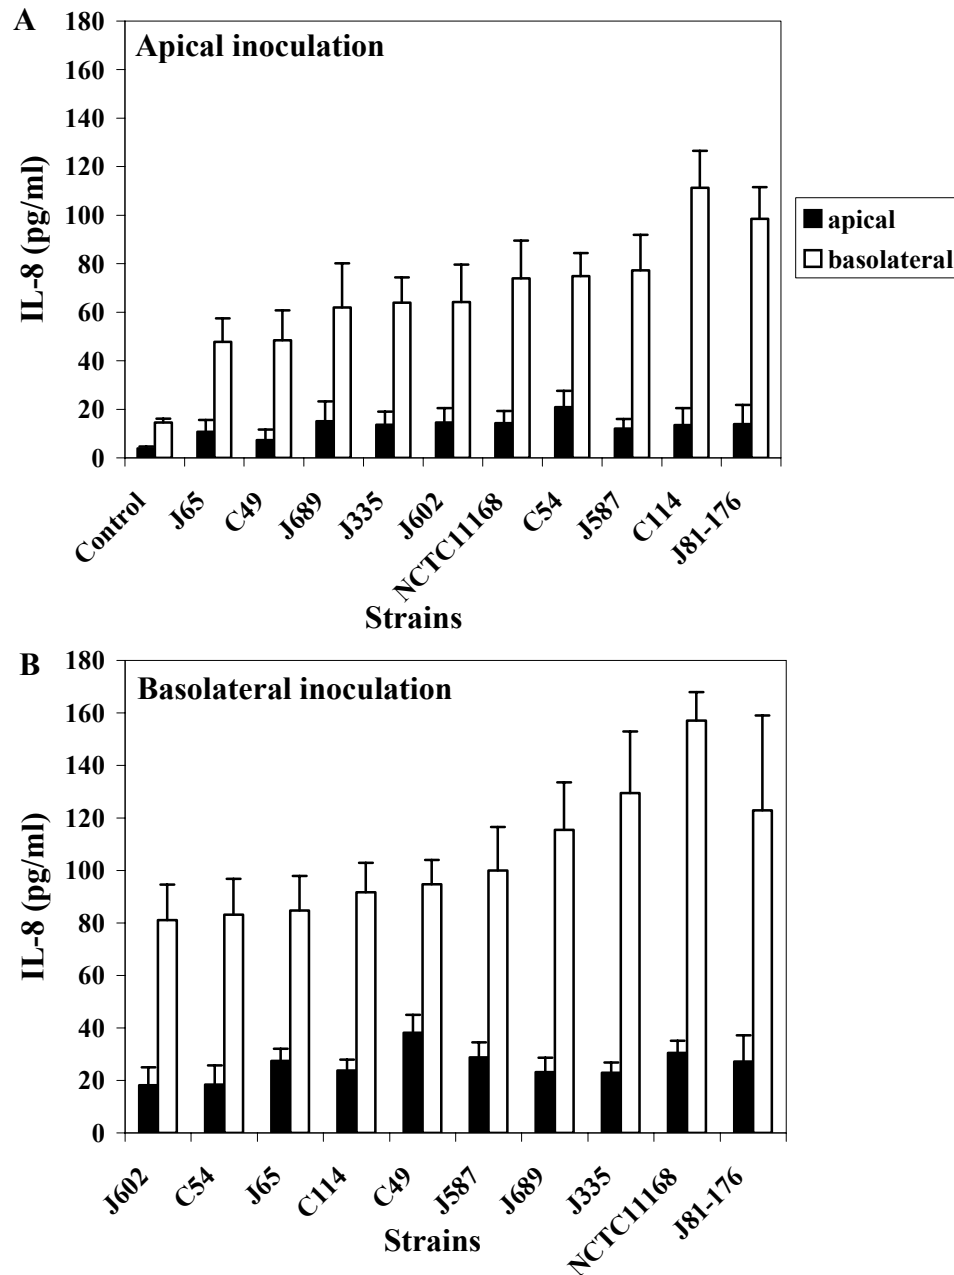 A
Apical inoculation
180
160
140
120
100
80
60
40
20
0
IL-8 (pg/ml)
apical
basolateral
Control
J65
C49
J689
J335
J602
NCTC11168
C54
J587
C114
J81-176
Strains
B
Basolateral inoculation
180
160
140
120
100
80
60
40
20
0
IL-8 (pg/ml)
J602
C54
J65
C114
C49
J587
J689
J335
NCTC11168
J81-176
Strains